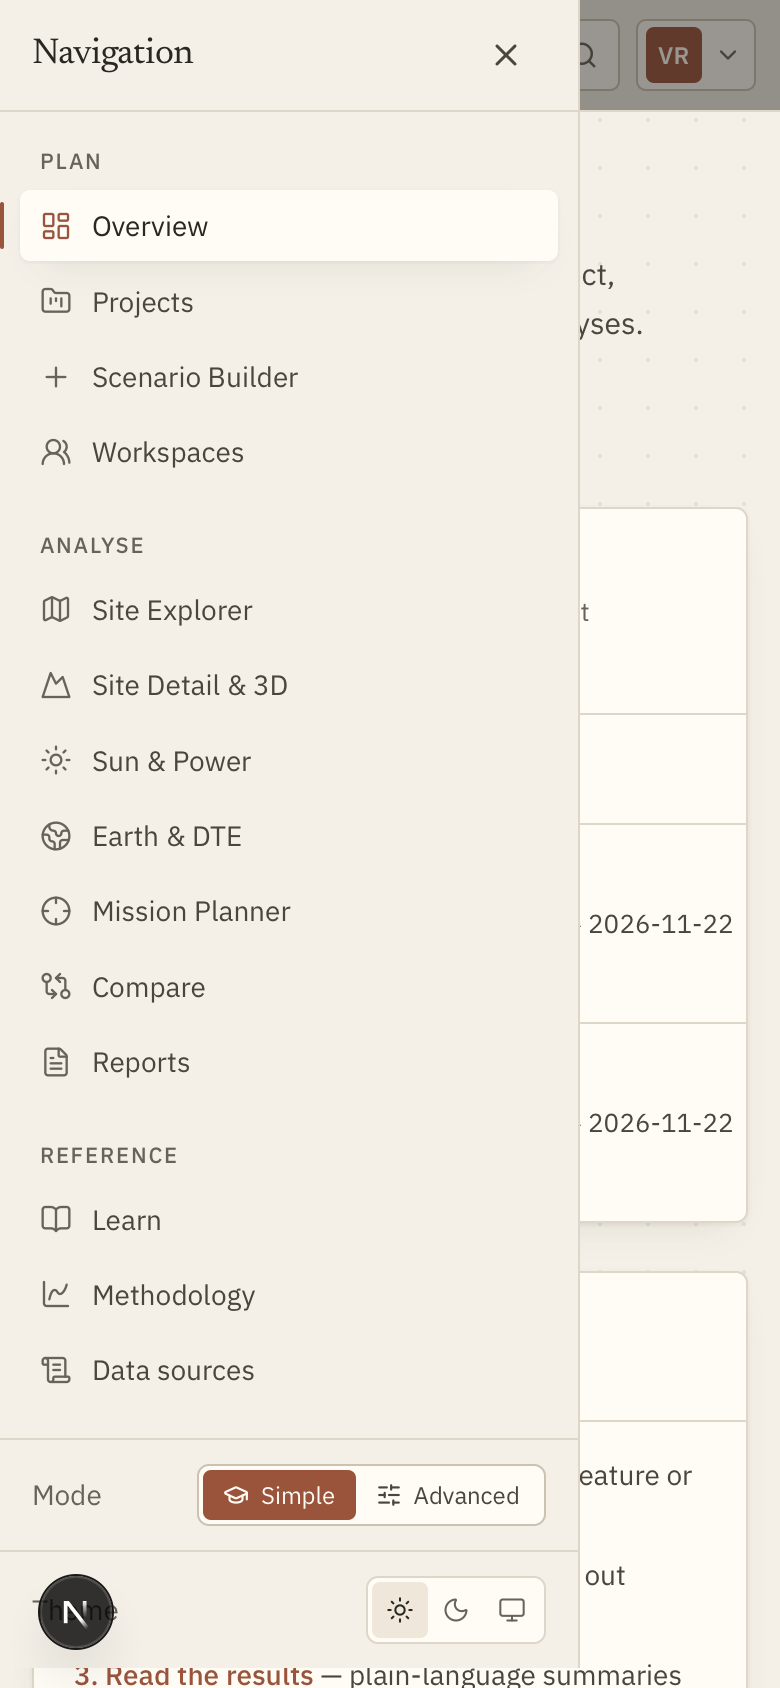 Navigation
VR
PLAN
Overview
Projects
ct,
yses.
Scenario Builder
Workspaces
ANALYSE
Site Explorer
t
Site Detail & 3D
Sun & Power
Earth & DTE
Mission Planner
2026-11-22
Compare
Reports
2026-11-22
REFERENCE
Learn
Methodology
Data sources
Mode
Simple
Advanced
eature or
out
Theme
N
3. Read the results — plain-language summaries